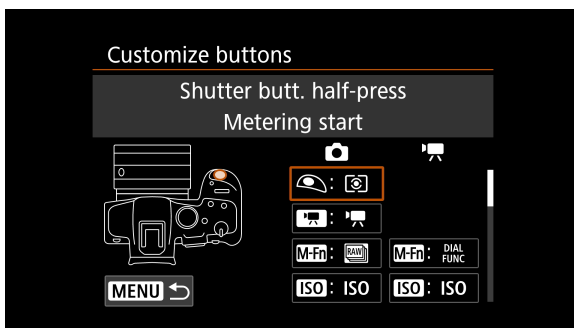 Customize buttons
Shutter butt. half-press
Metering start
M-Fn: RAW M-Fn: DIAL FUNC
ISO: ISO ISO: ISO
MENU